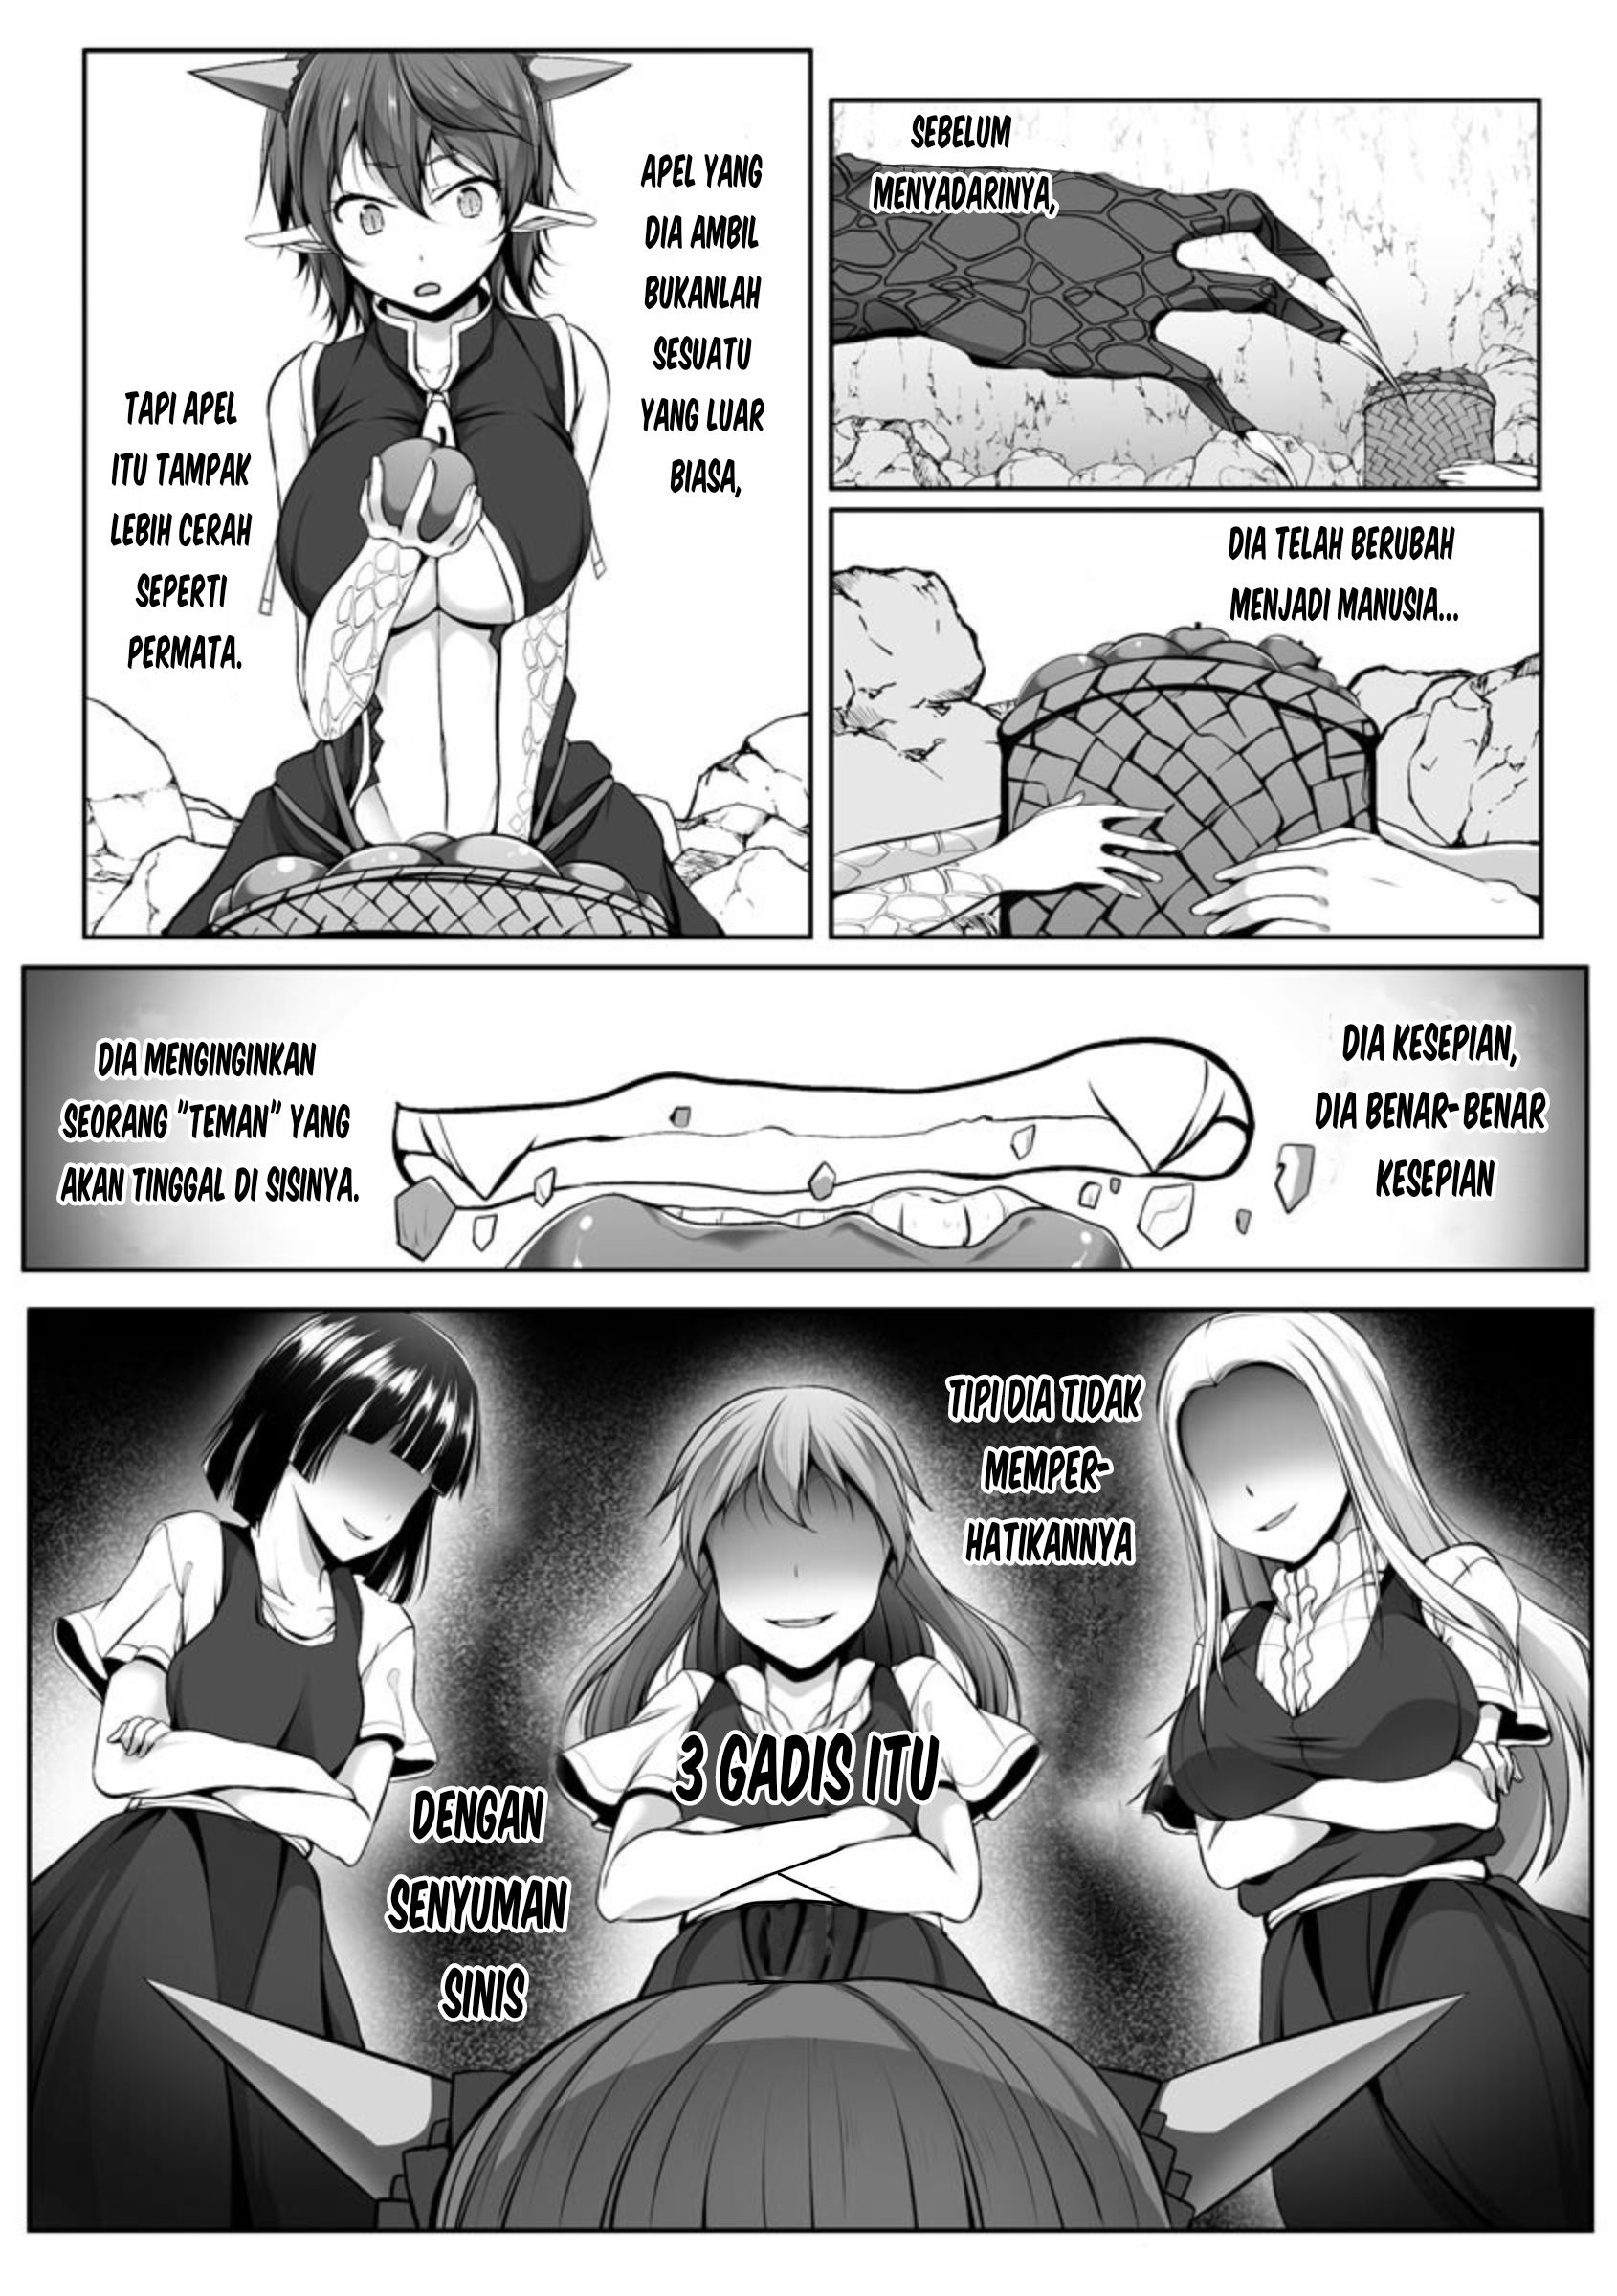 SEBELUM
MENYADARINYA,
DIA TELAH BERUBAH
MENJADI MANUSIA...
APEL YANG
DIA AMBIL
BUKANLAH
SESUATU
YANG LUAR
BIASA,
TAPI APEL
ITU TAMPAK
LEBIH CERAH
SEPERTI
PERMATA.
DIA KESEPIAN,
DIA BENAR-BENAR
KESEPIAN
DIA MENGINGINKAN
SEORANG "TEMAN" YANG
AKAN TINGGAL DI SISINYA.
TIPI DIA TIDAK
MEMPER-
HATIKANNYA
3 GADIS ITU
DENGAN
SENYUMAN
SINIS